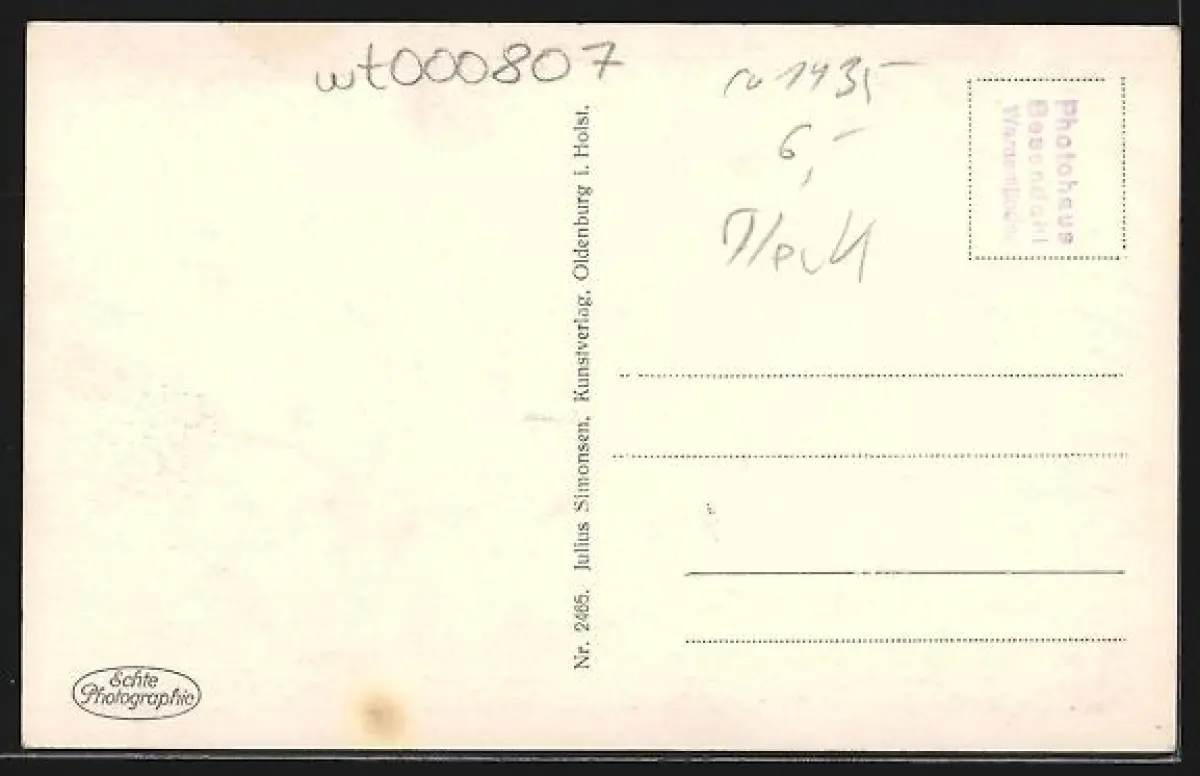 wt000807
1435
6,-
Photohaus
Nr. 2465. Julius Simonsen, Kunstverlag, Oldenburg i. Holst.
Echte
Photographie